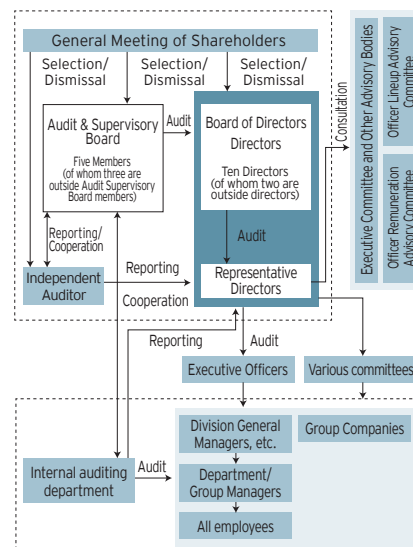 General Meeting of Shareholders
Selection/
Dismissal
Selection/
Dismissal
Selection/
Dismissal
Audit & Supervisory
Board
Five Members
(of whom three are
outside Audit Supervisory
Board members)
Audit
Board of Directors
Directors
Ten Directors
(of whom two are
outside directors)
Audit
Representative
Directors
Consultation
Executive Committee and Other Advisory Bodies
Officer Lineup Advisory
Committee
Officer Remuneration
Advisory Committee
Reporting/
Cooperation
Independent
Auditor
Reporting
Cooperation
Reporting
Audit
Executive Officers
Various committees
Division General
Managers, etc.
Group Companies
Internal auditing
department
Audit
Department/
Group Managers
All employees